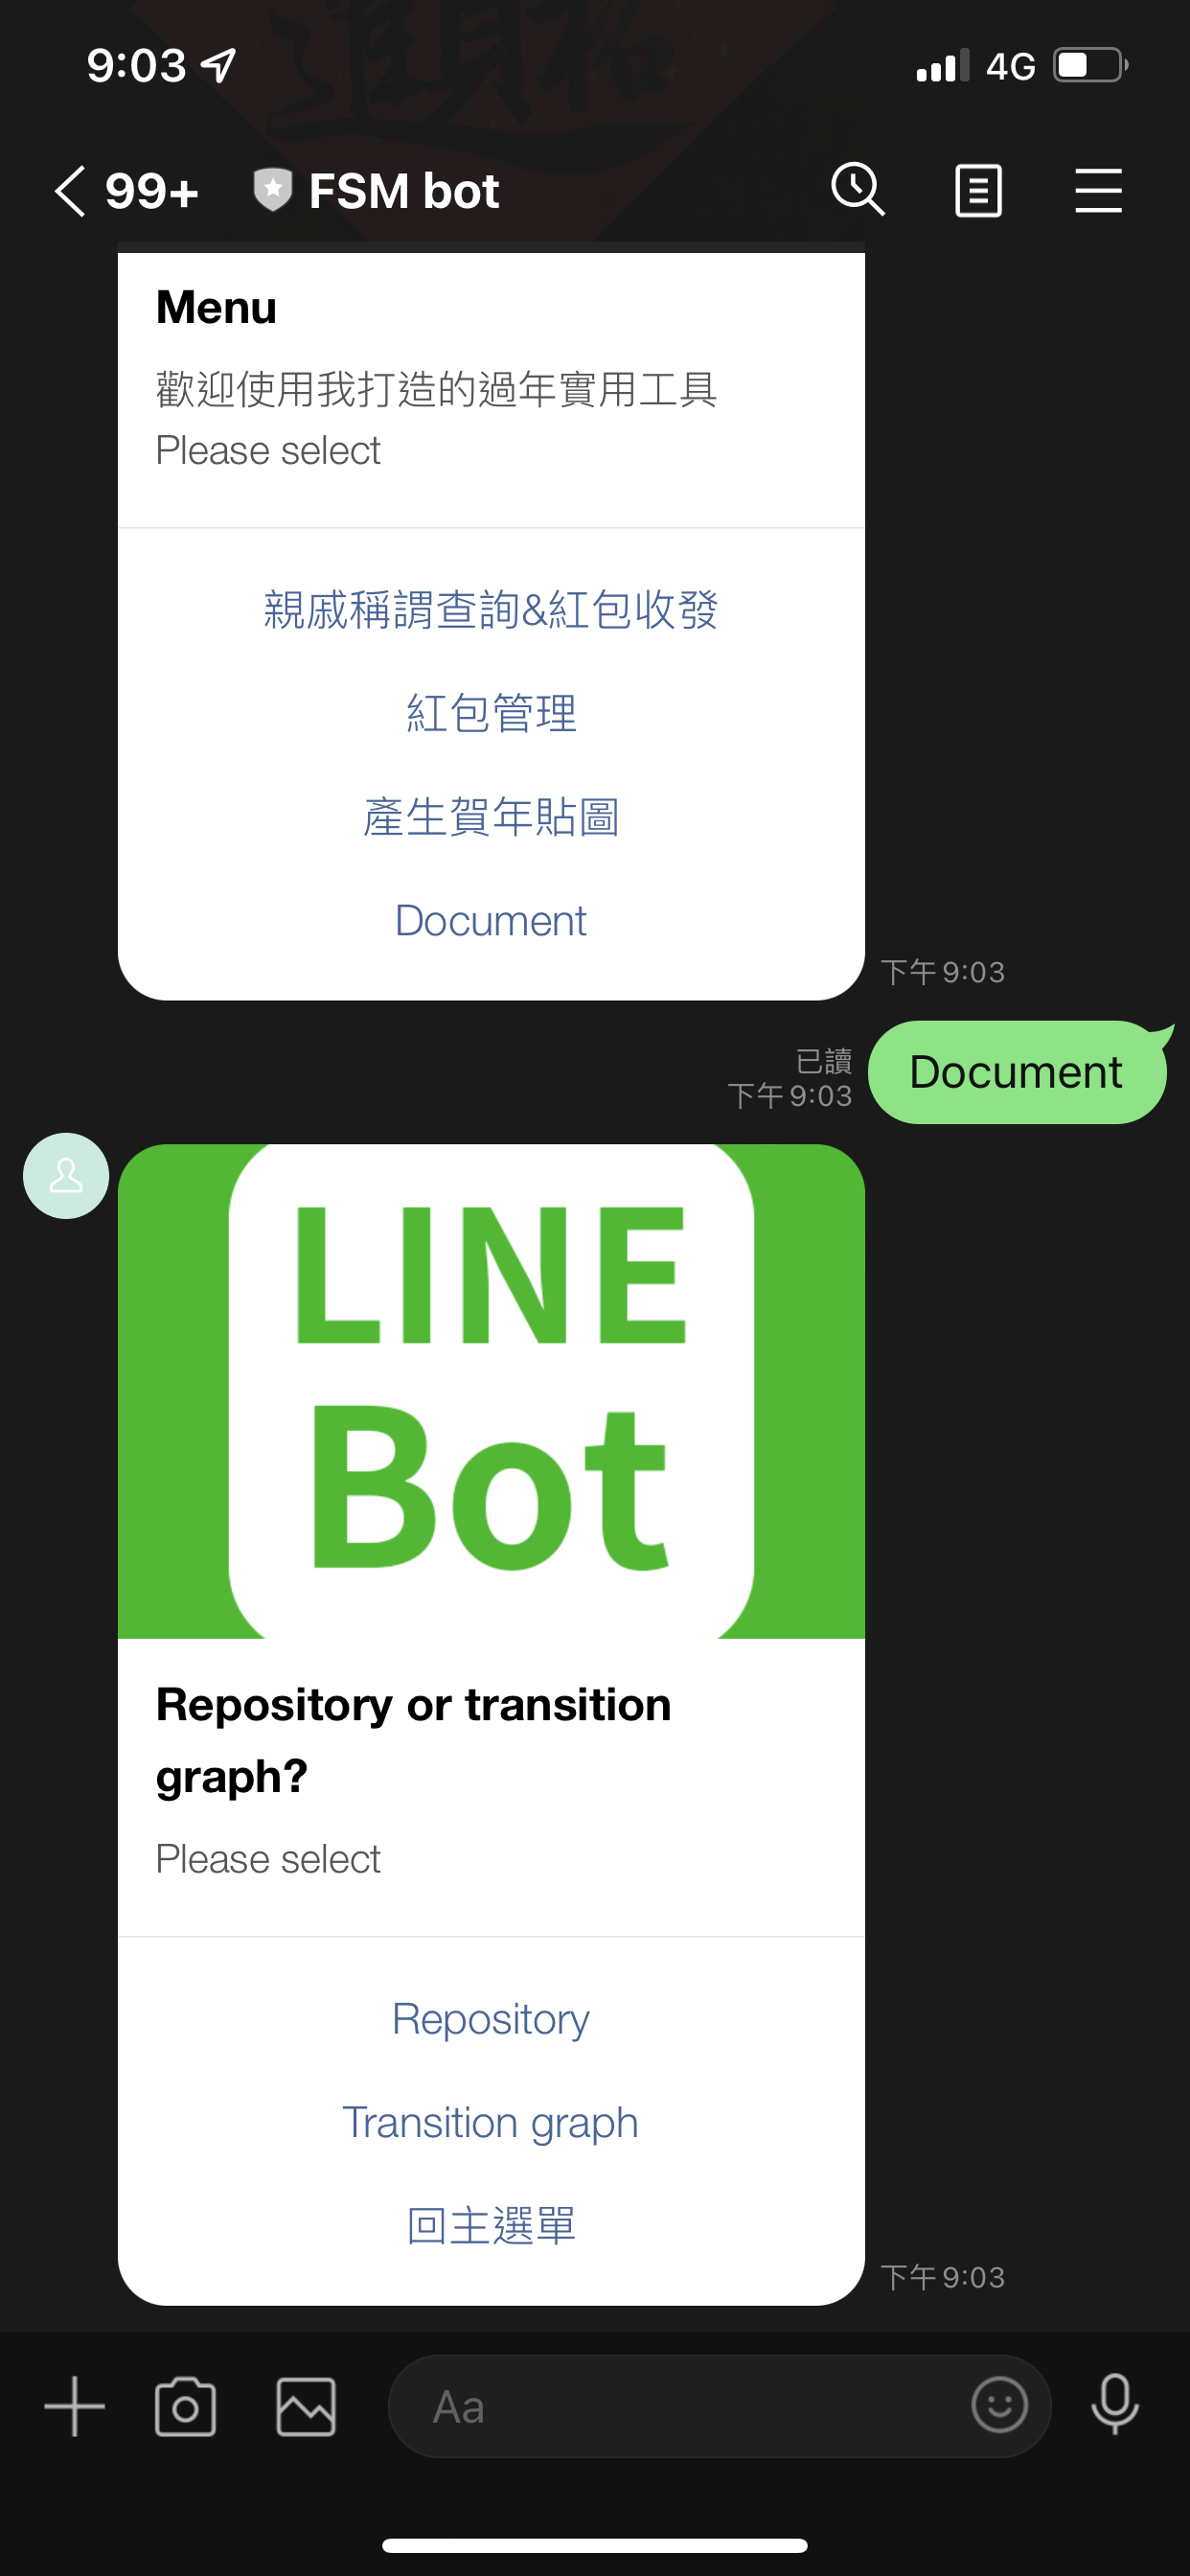 9:03
4G
99+
FSM bot
Menu
歡迎使用我打造的過年實用工具
Please select
親戚稱謂查詢&紅包收發
紅包管理
產生賀年貼圖
Document
下午 9:03
已讀
下午 9:03
Document
LINE
Bot
Repository or transition
graph?
Please select
Repository
Transition graph
回主選單
下午 9:03
Aa